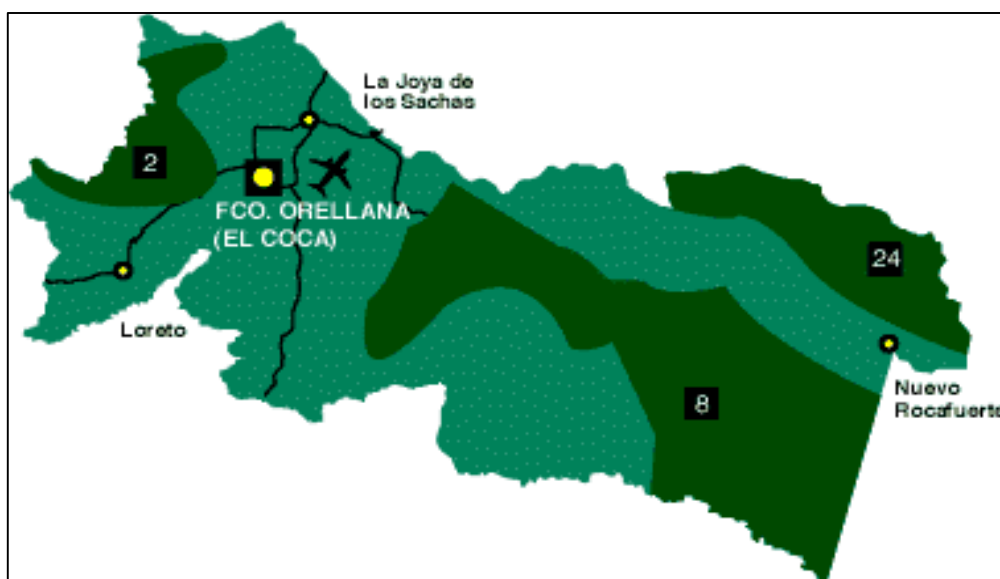 La Joya de
los Sachas
2
FCO. ORELLANA
(EL COCA)
24
Loreto
Nuevo
Rocafuerte
8